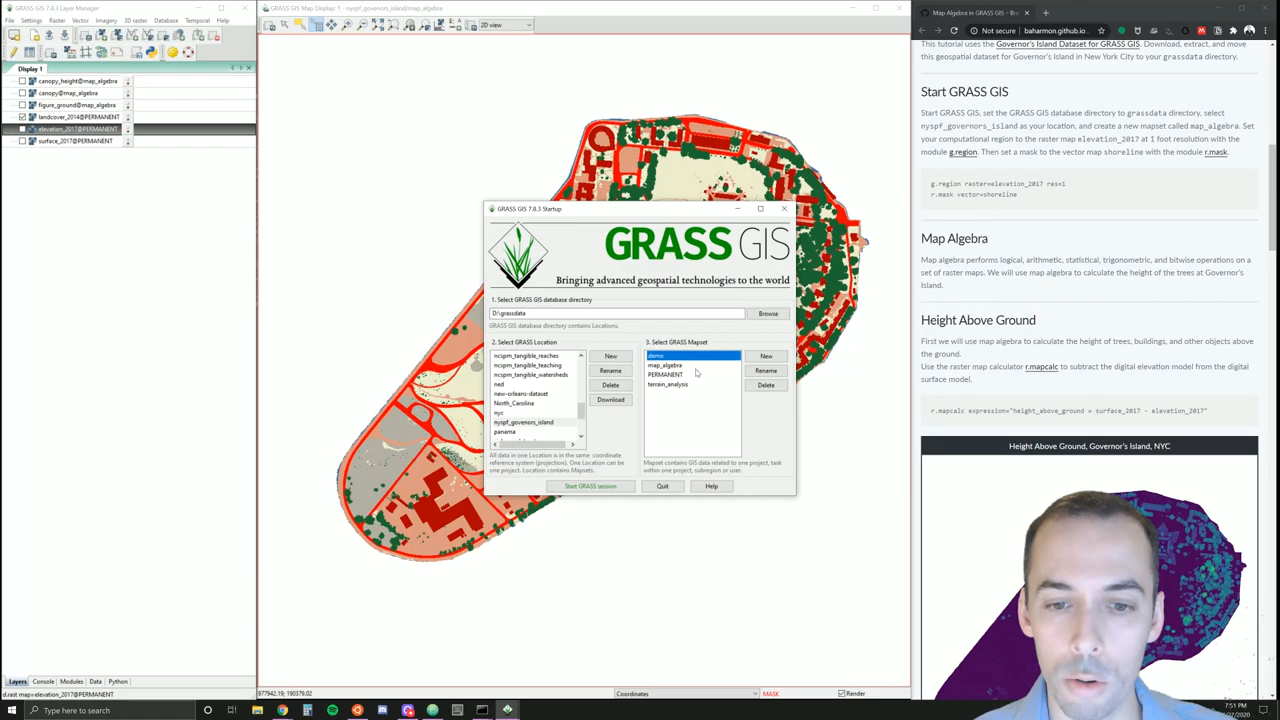 GRASS GIS 7.8.3 Layer Manager
File Settings Raster Vector Imagery 3D raster Database Temporal Help
Display 1
canopy_height@map_algebra
canopy@map_algebra
figure_ground@map_algebra
landcover_2014@PERMANENT
elevation_2017@PERMANENT
surface_2017@PERMANENT
Layers Console Modules Data Python
d.rast map=elevation_2017@PERMANENT
GRASS GIS Map Display: 1 - nyspf_govenors_island/map_algebra
2D view
977942.19; 190379.02
Coordinates
MASK
Render
GRASS GIS 7.8.3 Startup
GRASS GIS
Bringing advanced geospatial technologies to the world
1. Select GRASS GIS database directory
D:\grassdata
Browse
GRASS GIS database directory contains Locations.
2. Select GRASS Location
ncspm_tangible_reaches
ncspm_tangible_teaching
ncspm_tangible_watersheds
ned
new-orleans-dataset
North_Carolina
nyc
nyspf_govenors_island
panama
New
Rename
Delete
Download
All data in one Location is in the same coordinate
reference system (projection). One Location can be
one project. Location contains Mapsets.
3. Select GRASS Mapset
demo
map_algebra
PERMANENT
terrain_analysis
New
Rename
Delete
Mapset contains GIS data related to one project, task
within one project, subregion or user.
Start GRASS session
Quit
Help
Map Algebra in GRASS GIS – Br
Not secure | baharmon.github.io
This tutorial uses the Governor's Island Dataset for GRASS GIS. Download, extract, and move
this geospatial dataset for Governor's Island in New York City to your grassdata directory.
Start GRASS GIS
Start GRASS GIS, set the GRASS GIS database directory to grassdata directory, select
nyspf_governors_island as your location, and create a new mapset called map_algebra. Set
your computational region to the raster map elevation_2017 at 1 foot resolution with the
module g.region. Then set a mask to the vector map shoreline with the module r.mask.
g.region raster=elevation_2017 res=1
r.mask vector=shoreline
Map Algebra
Map algebra performs logical, arithmetic, statistical, trigonometric, and bitwise operations on a
set of raster maps. We will use map algebra to calculate the height of the trees at Governor's
Island.
Height Above Ground
First we will use map algebra to calculate the height of trees, buildings, and other objects above
the ground.
Use the raster map calculator r.mapcalc to subtract the digital elevation model from the digital
surface model.
r.mapcalc expression="height_above_ground = surface_2017 - elevation_2017"
Height Above Ground, Governor's Island, NYC
Type here to search
7:51 PM